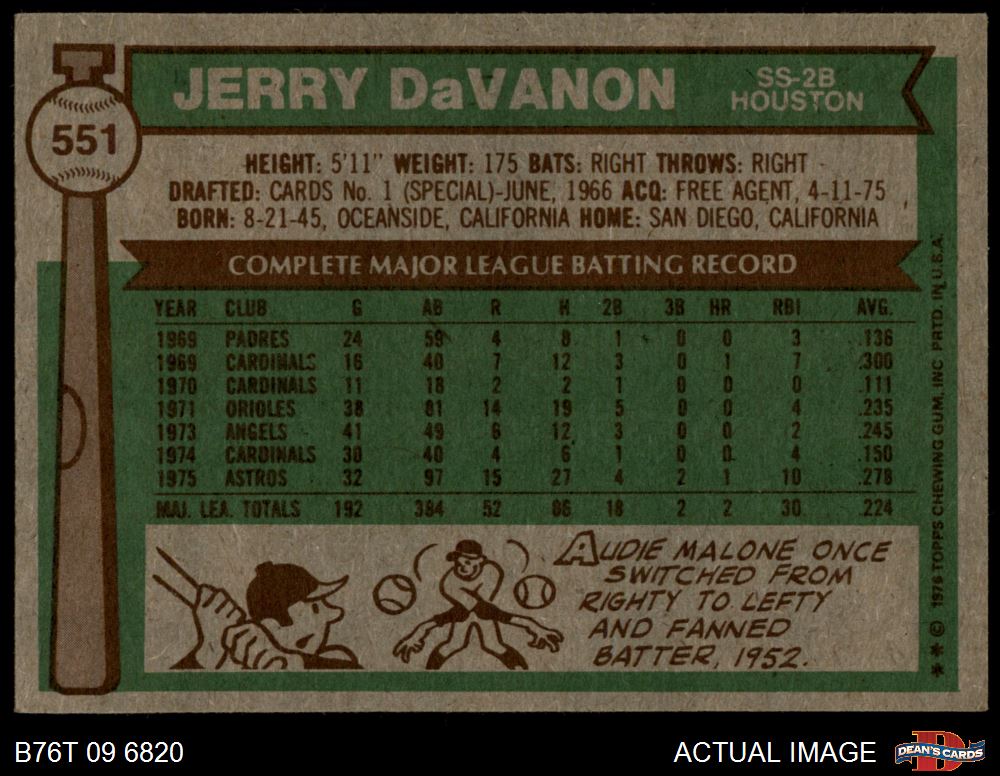 551
JERRY DaVANON
SS-2B
HOUSTON
HEIGHT: 5'11" WEIGHT: 175 BATS: RIGHT THROWS: RIGHT
DRAFTED: CARDS No. 1 (SPECIAL)-JUNE, 1966 ACQ: FREE AGENT, 4-11-75
BORN: 8-21-45, OCEANSIDE, CALIFORNIA HOME: SAN DIEGO, CALIFORNIA
COMPLETE MAJOR LEAGUE BATTING RECORD
YEAR CLUB G AB R H 2B 3B HR RBI AVG.
1969 PADRES 24 59 4 8 1 0 0 3 .136
1969 CARDINALS 16 40 7 12 3 0 1 7 .300
1970 CARDINALS 11 18 2 2 1 0 0 0 .111
1971 ORIOLES 38 81 14 19 5 0 0 4 .235
1973 ANGELS 41 49 6 12 3 0 0 2 .245
1974 CARDINALS 30 40 4 6 1 0 0 4 .150
1975 ASTROS 32 97 15 27 4 2 1 10 .278
MAJ. LEA. TOTALS 192 384 52 86 18 2 2 30 .224
AUDIE MALONE ONCE
SWITCHED FROM
RIGHTY TO LEFTY
AND FANNED
BATTER, 1952.
** © 1976 TOPPS CHEWING GUM, INC. PRTD. IN U.S.A.
B76T 09 6820
ACTUAL IMAGE
DEAN'S CARDS